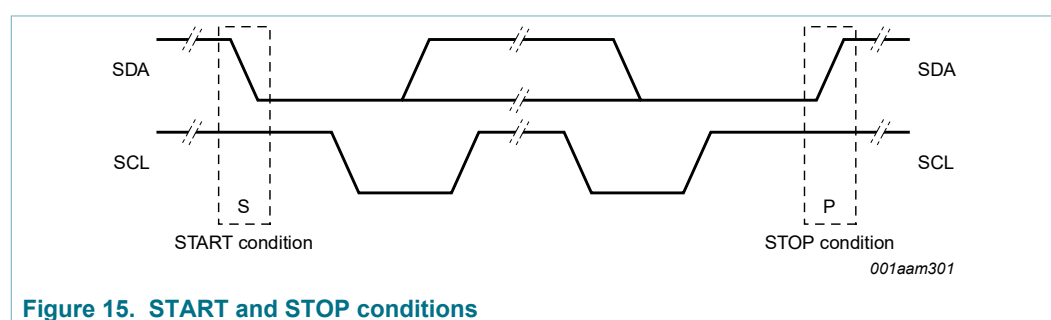 SDA SDA
SCL SCL
S P
START condition STOP condition
001aam301
Figure 15. START and STOP conditions